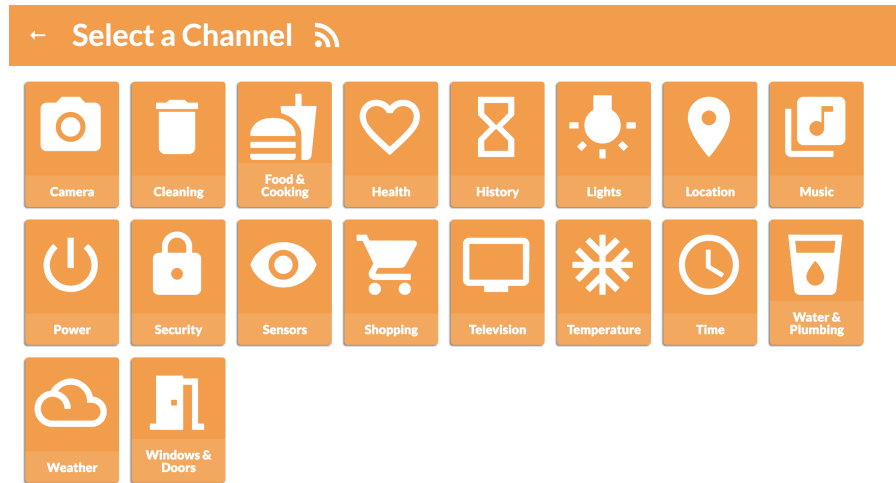 Select a Channel
Camera
Cleaning
Food &
Cooking
Health
History
Lights
Location
Music
Power
Security
Sensors
Shopping
Television
Temperature
Time
Water &
Plumbing
Weather
Windows &
Doors